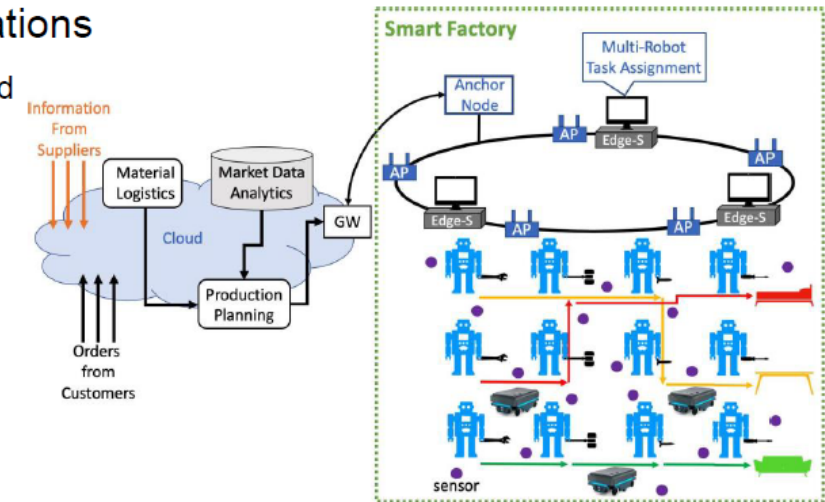 ations
d
Information
From
Suppliers
Material
Logistics
Market Data
Analytics
GW
Cloud
Production
Planning
Orders
from
Customers
Smart Factory
Multi-Robot
Task Assignment
Anchor
Node
AP
Edge-S
AP
AP
Edge-S
Edge-S
AP
AP
sensor